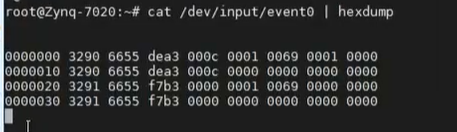 root@Zynq-7020:~# cat /dev/input/event0 | hexdump
0000000 3290 6655 dea3 000c 0001 0069 0001 0000
0000010 3290 6655 dea3 000c 0000 0000 0000 0000
0000020 3291 6655 f7b3 0000 0001 0069 0000 0000
0000030 3291 6655 f7b3 0000 0000 0000 0000 0000